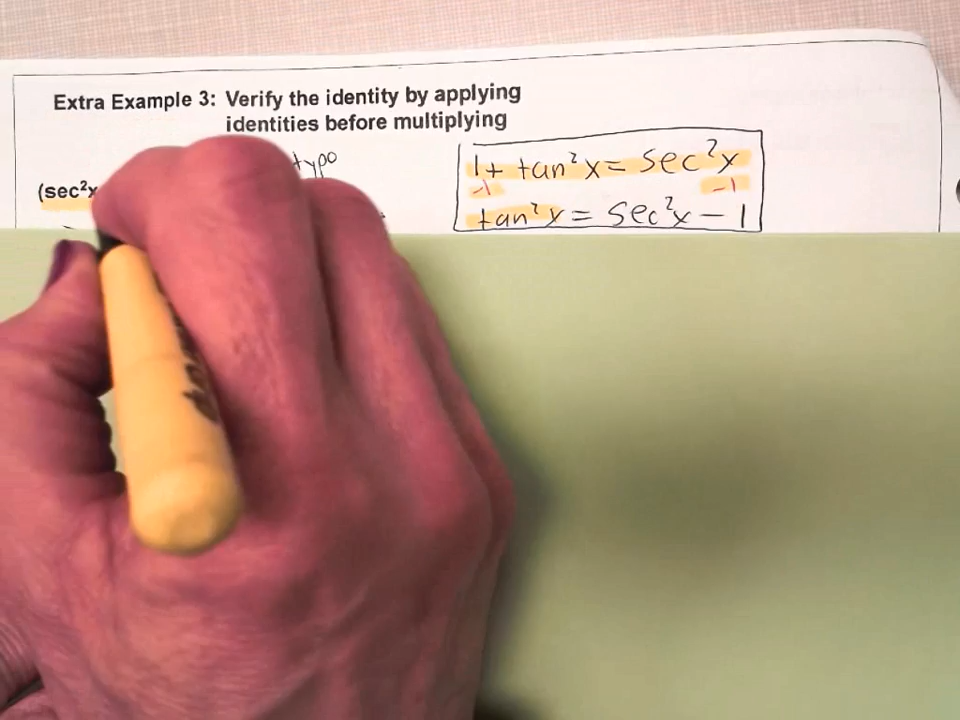 Extra Example 3: Verify the identity by applying
identities before multiplying
typo
(sec²x
1 + tan²x = sec²x
-1 -1
tan²x = sec²x - 1